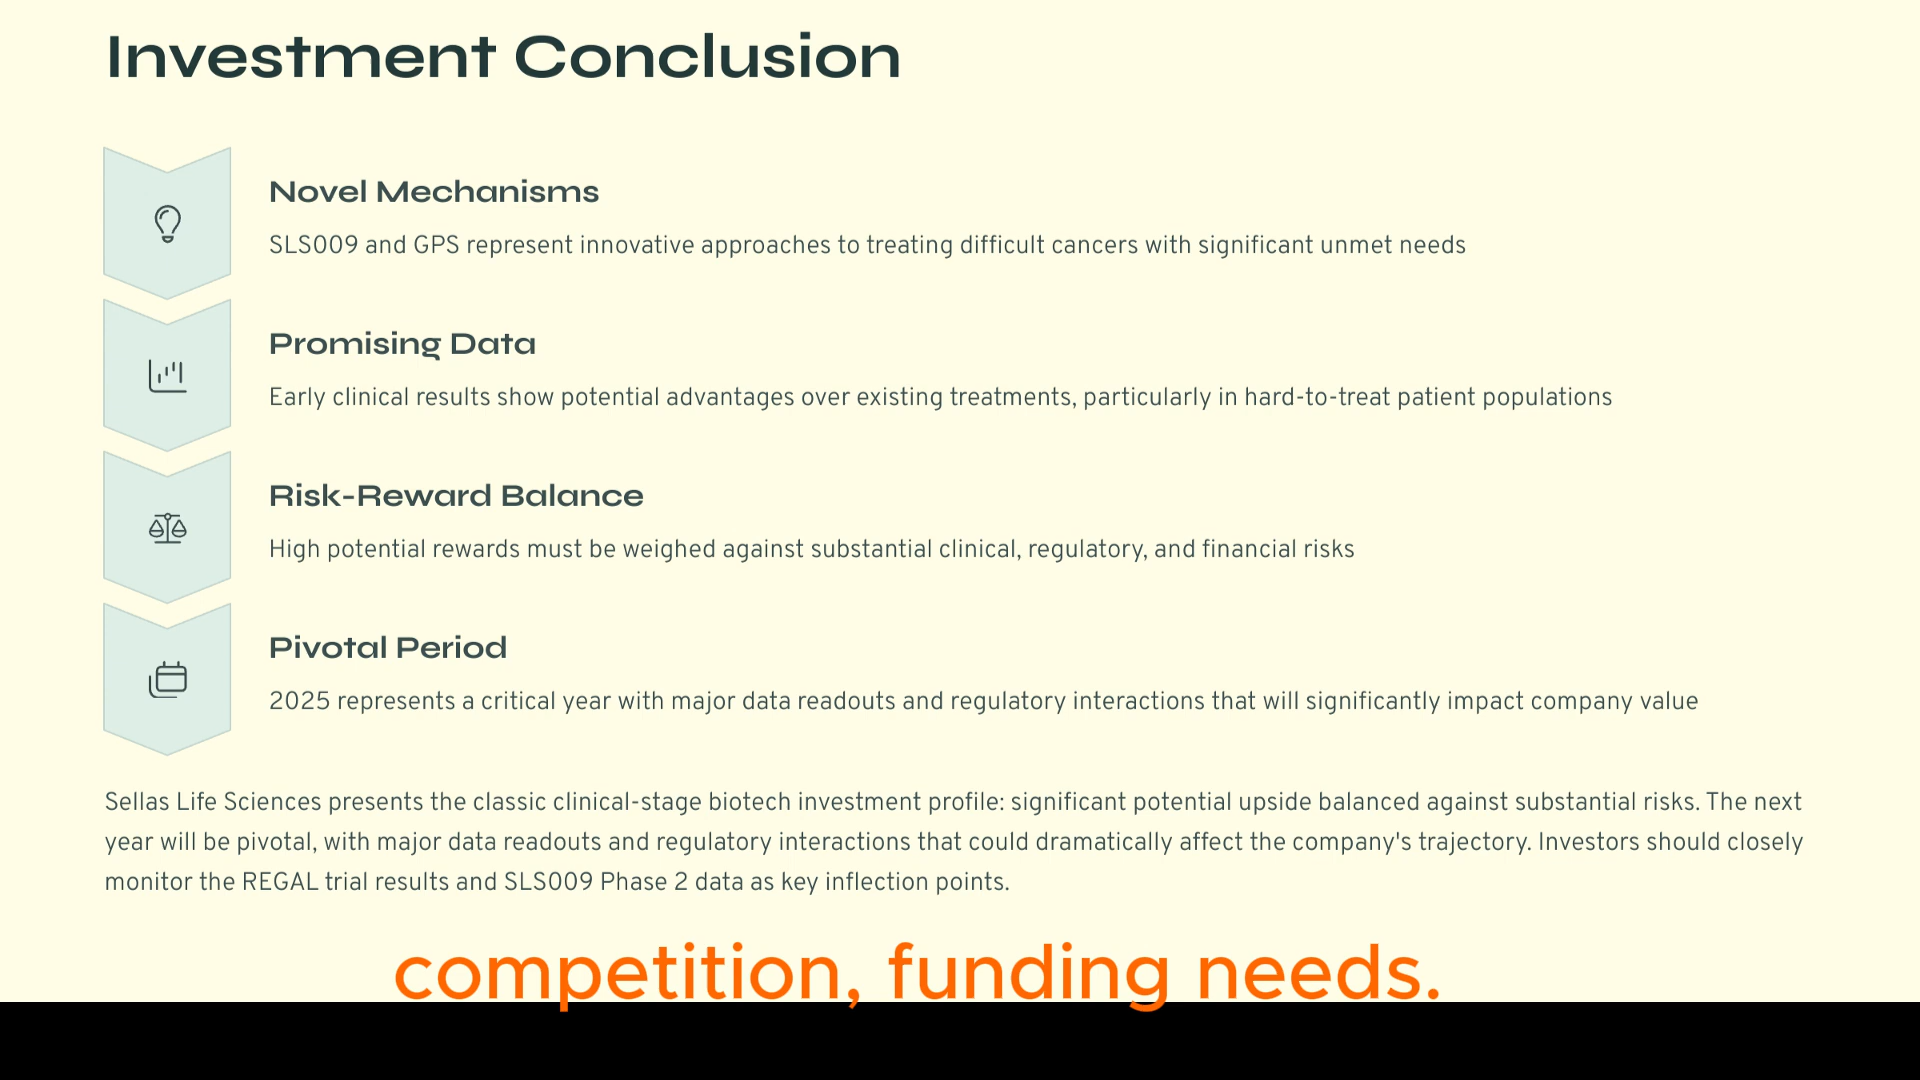 Investment Conclusion
Novel Mechanisms
SLS009 and GPS represent innovative approaches to treating difficult cancers with significant unmet needs
Promising Data
Early clinical results show potential advantages over existing treatments, particularly in hard-to-treat patient populations
Risk-Reward Balance
High potential rewards must be weighed against substantial clinical, regulatory, and financial risks
Pivotal Period
2025 represents a critical year with major data readouts and regulatory interactions that will significantly impact company value
Sellas Life Sciences presents the classic clinical-stage biotech investment profile: significant potential upside balanced against substantial risks. The next
year will be pivotal, with major data readouts and regulatory interactions that could dramatically affect the company's trajectory. Investors should closely
monitor the REGAL trial results and SLS009 Phase 2 data as key inflection points.
competition, funding needs.